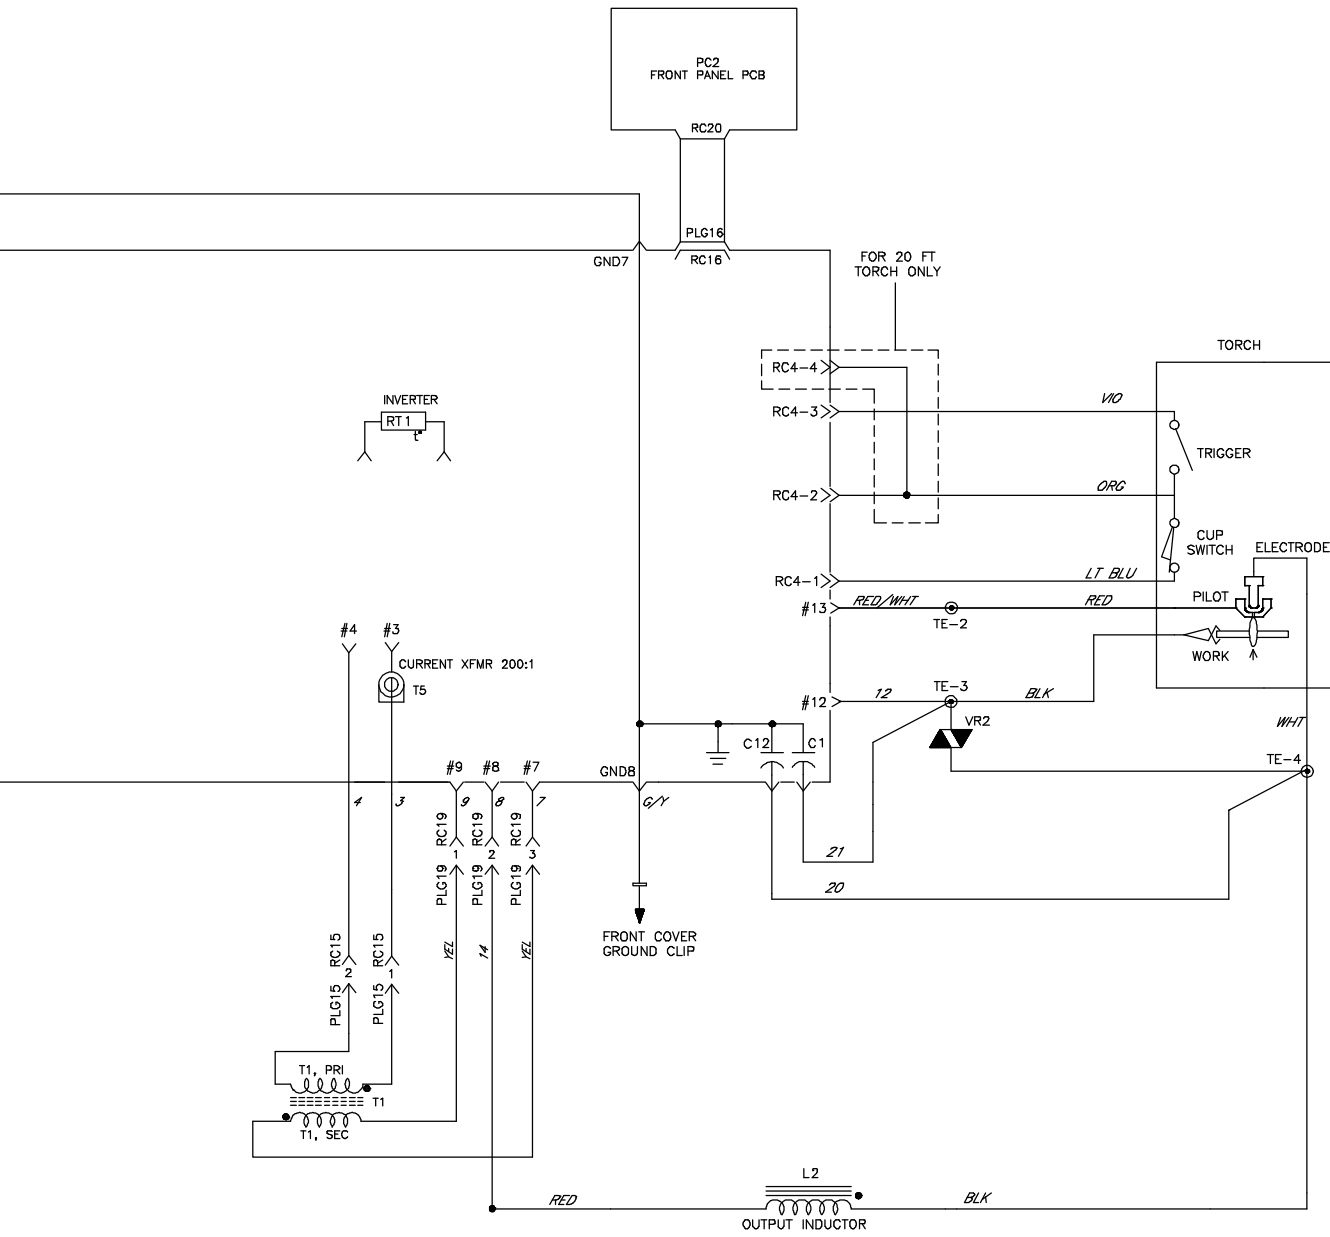 PC2
FRONT PANEL PCB
RC20
PLG16
GND7
RC16
FOR 20 FT
TORCH ONLY
TORCH
RC4-4
INVERTER
RT1
t°
RC4-3
VIO
TRIGGER
RC4-2
ORG
CUP
SWITCH
ELECTRODE
RC4-1
LT BLU
PILOT
#13
RED/WHT
TE-2
RED
#4
#3
CURRENT XFMR 200:1
T5
WORK
#12
12
TE-3
BLK
VR2
WHT
C12
C1
TE-4
#9
#8
#7
GND8
4
3
9
8
7
G/Y
RC19
RC19
RC19
1
2
3
PLG19
PLG19
PLG19
21
20
YEL
14
YEL
FRONT COVER
GROUND CLIP
RC15
RC15
2
1
PLG15
PLG15
T1, PRI
T1
T1, SEC
L2
RED
BLK
OUTPUT INDUCTOR